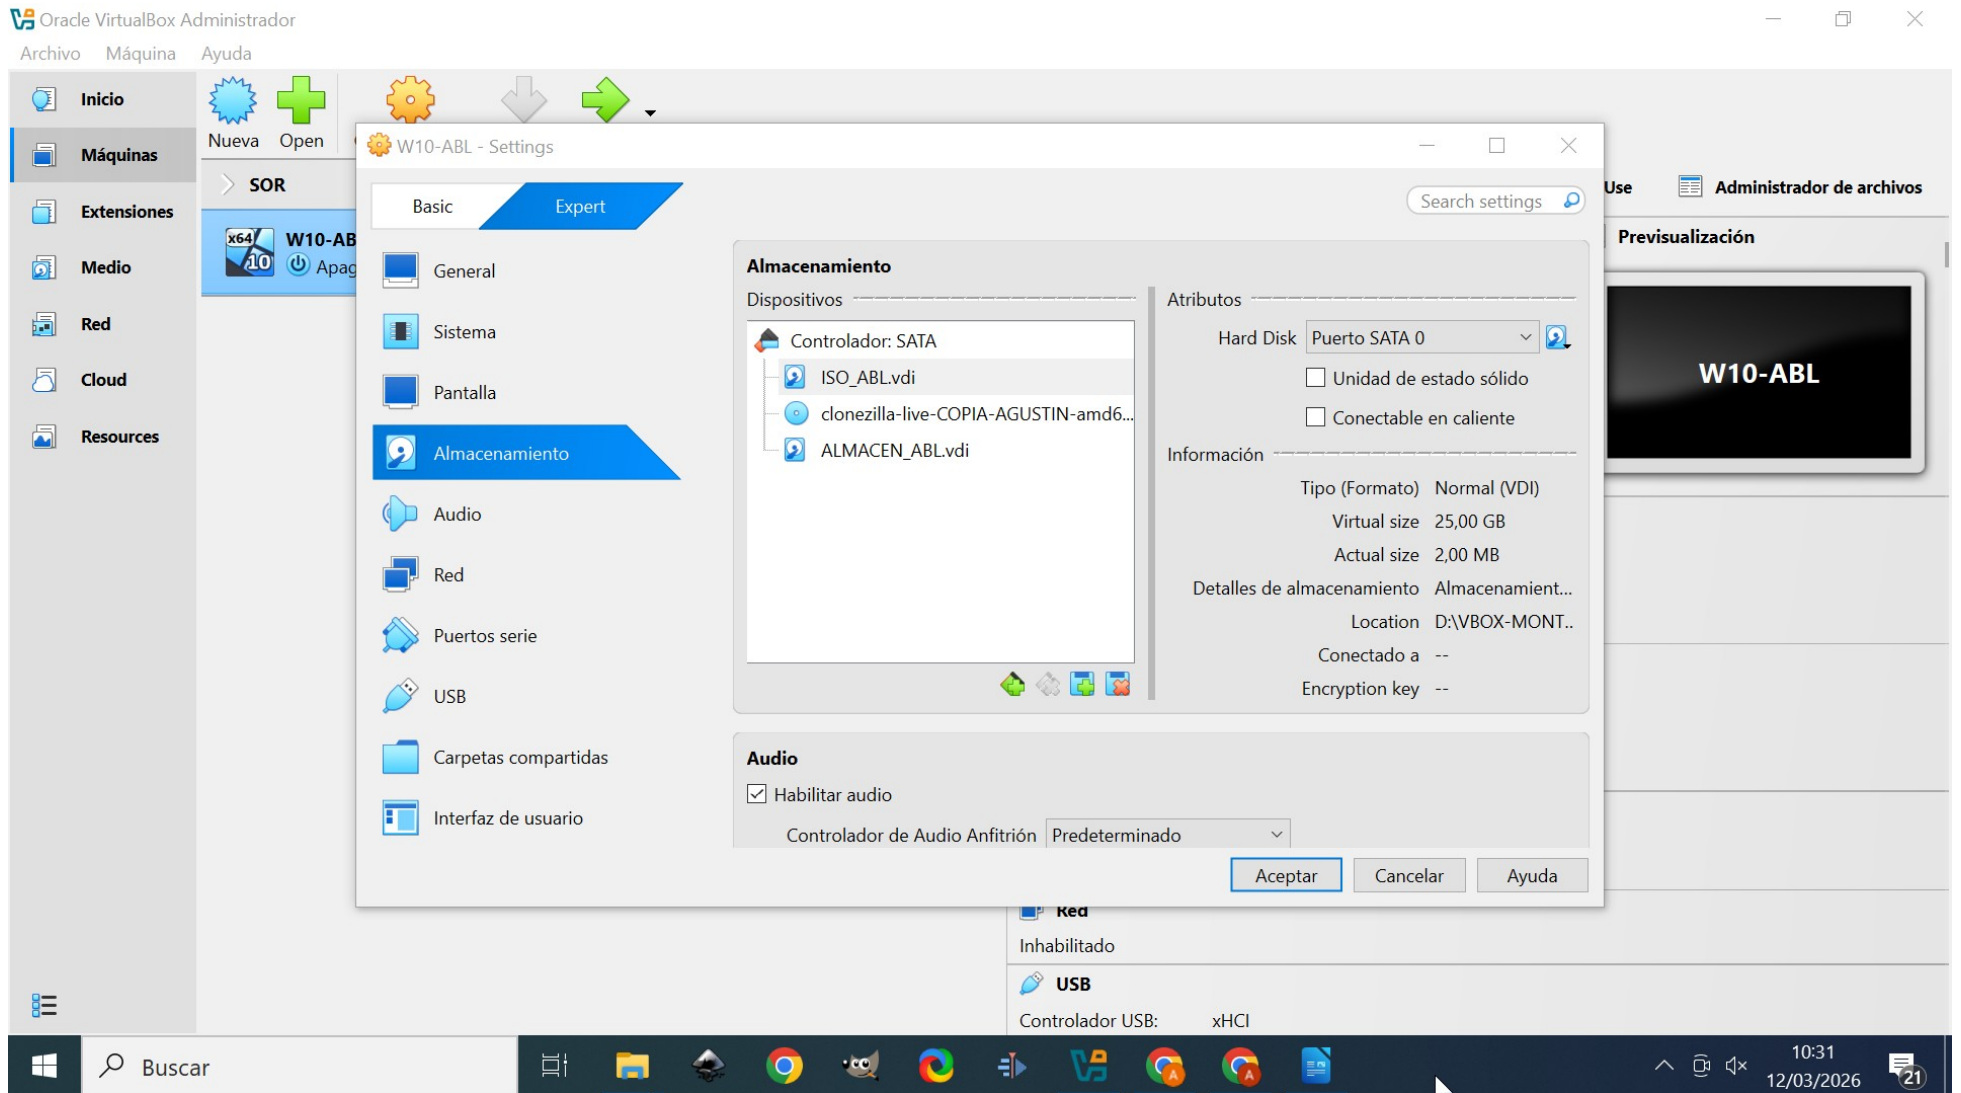 Oracle VirtualBox Administrador
Archivo Máquina Ayuda
Inicio
Máquinas
Extensiones
Medio
Red
Cloud
Resources
Nueva Open
SOR
x64
10
W10-AB
Apag
W10-ABL - Settings
Basic Expert
Search settings
General
Sistema
Pantalla
Almacenamiento
Audio
Red
Puertos serie
USB
Carpetas compartidas
Interfaz de usuario
Almacenamiento
Dispositivos
Controlador: SATA
ISO_ABL.vdi
clonezilla-live-COPIA-AGUSTIN-amd6...
ALMACEN_ABL.vdi
Atributos
Hard Disk Puerto SATA 0
Unidad de estado sólido
Conectable en caliente
Información
Tipo (Formato) Normal (VDI)
Virtual size 25,00 GB
Actual size 2,00 MB
Detalles de almacenamiento Almacenamient...
Location D:\VBOX-MONT..
Conectado a --
Encryption key --
Audio
Habilitar audio
Controlador de Audio Anfitrión Predeterminado
Aceptar Cancelar Ayuda
Use Administrador de archivos
Previsualización
W10-ABL
Red
Inhabilitado
USB
Controlador USB: xHCI
Buscar
A
A
10:31
12/03/2026
21